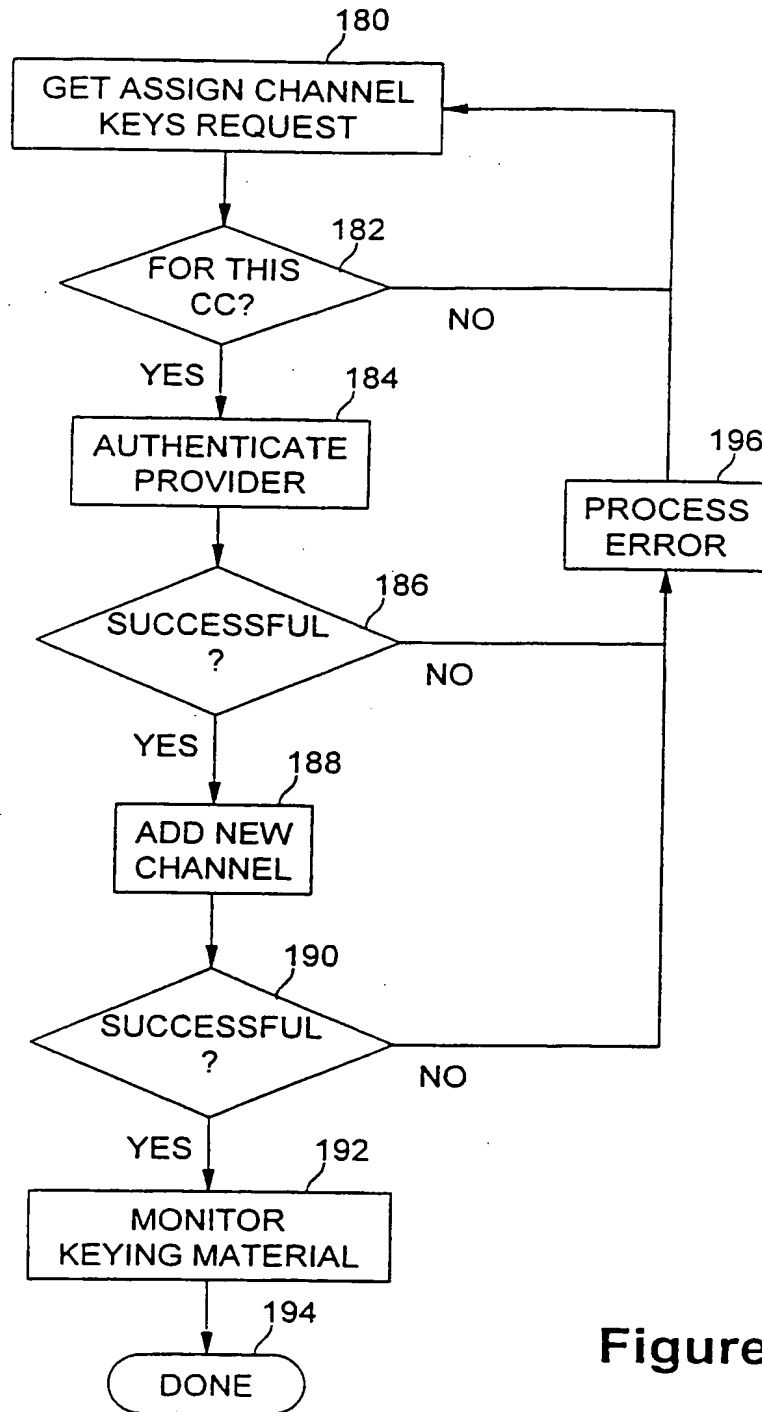 180
GET ASSIGN CHANNEL
KEYS REQUEST
182
FOR THIS
CC?
NO
YES
184
AUTHENTICATE
PROVIDER
196
PROCESS
ERROR
186
SUCCESSFUL
?
NO
YES
188
ADD NEW
CHANNEL
190
SUCCESSFUL
?
NO
YES
192
MONITOR
KEYING MATERIAL
194
DONE
Figure